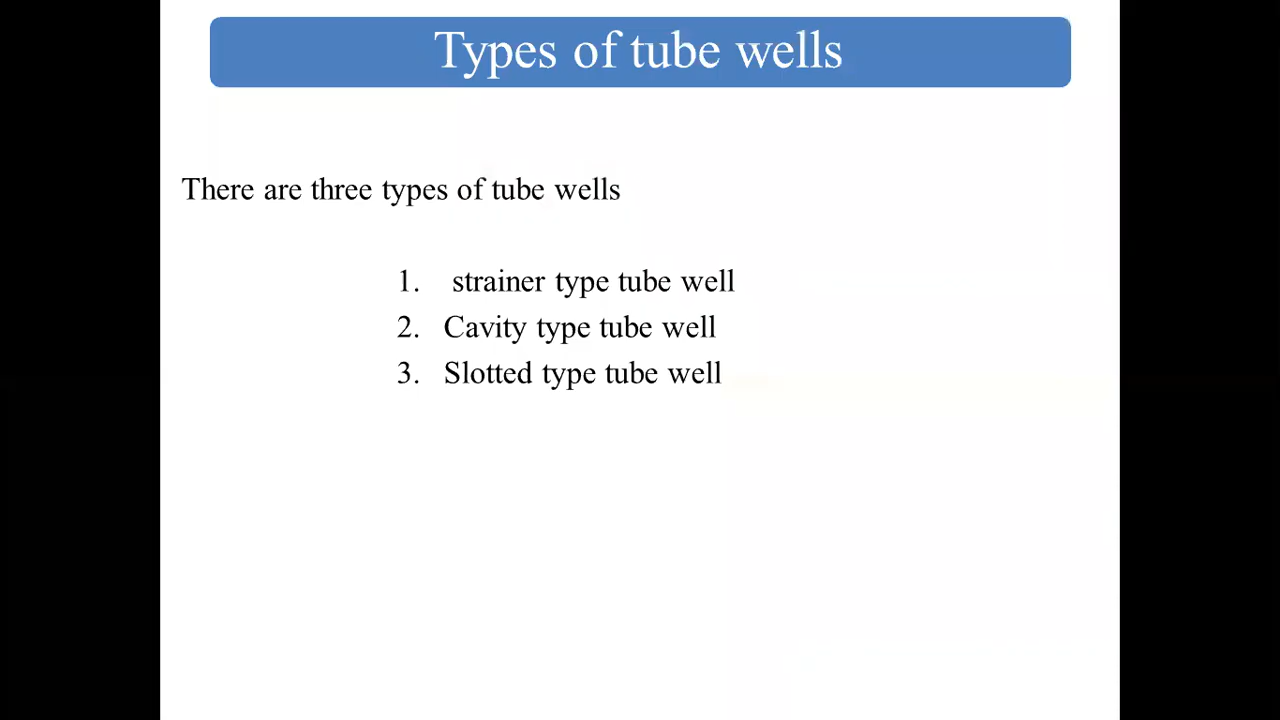 Types of tube wells
There are three types of tube wells
1. strainer type tube well
2. Cavity type tube well
3. Slotted type tube well